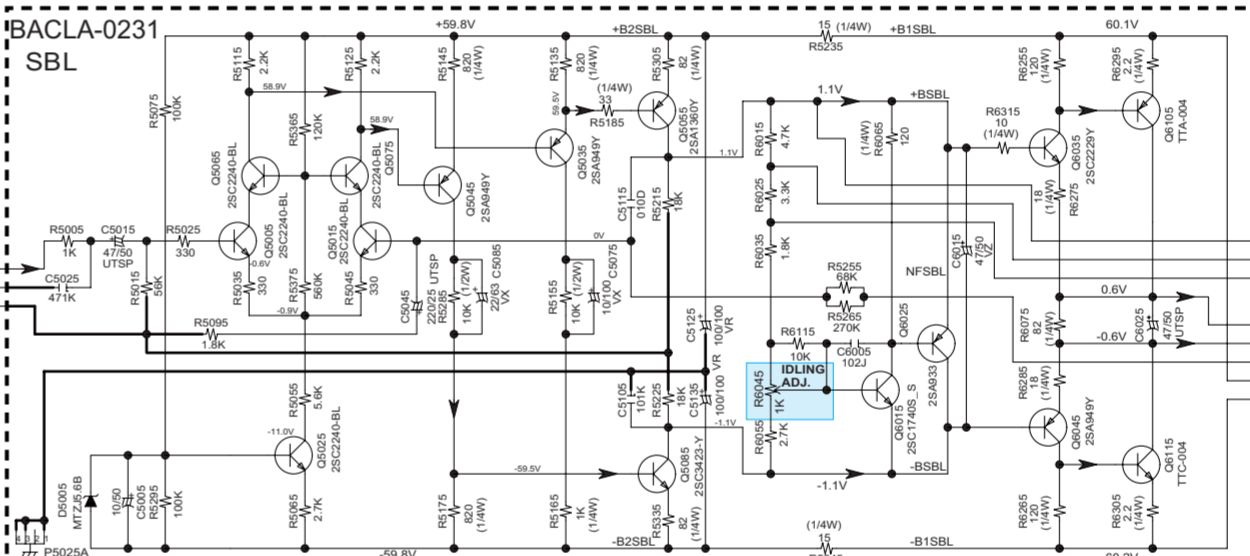 BACLA-0231
SBL
+59.8V
+B2SBL
15 (1/4W)
R5235
+B1SBL
60.1V
R5115
2.2K
R5125
2.2K
R5145
820
(1/4W)
R5135
820
(1/4W)
R5305
82
(1/4W)
R6255
120
(1/4W)
R6295
2.2
(1/4W)
R5075
100K
58.9V
R5365
120K
58.9V
59.5V
(1/4W)
33
R5185
Q5055
2SA1360Y
1.1V
+BSBL
R6015
4.7K
(1/4W)
R6065
120
R6315
10
(1/4W)
Q6035
2SC2229Y
Q6105
TTA-004
Q5065
2SC2240-BL
2SC2240-BL
Q5075
Q5045
2SA949Y
Q5035
2SA949Y
1.1V
C5115
010D
R5215
18K
R6025
3.3K
18
(1/4W)
R6275
R5005
1K
C5015
47/50
UTSP
R5025
330
Q5005
2SC2240-BL
Q5015
2SC2240-BL
0V
R6035
1.8K
C6015
47/50
VZ
C5025
471K
R5015
56K
-0.6V
R5035
330
R5375
560K
R5045
330
-0.9V
C5045
220/25
UTSP
R5285
10K (1/2W)
C5085
22/63
VX
R5155
10K (1/2W)
C5075
10/100
VX
R5255
68K
R5265
270K
NFSBL
Q6025
2SA933
0.6V
R6075
82
(1/4W)
-0.6V
C6025
47/50
UTSP
R5095
1.8K
C5125
100/100
VR
R6115
10K
C6005
102J
IDLING
ADJ.
R6045
1K
R5055
5.6K
C5105
101K
R5225
18K
C5135
100/100
VR
R6055
2.7K
Q6015
2SC1740S_S
R6285
18
(1/4W)
Q6045
2SA949Y
-11.0V
Q5025
2SC2240-BL
-1.1V
-59.5V
Q5085
2SC3423-Y
-BSBL
-1.1V
Q6115
TTC-004
D5005
MTZJ5.6B
10/50
C5005
R5295
100K
R5065
2.7K
R5175
820
(1/4W)
R5165
1K
(1/4W)
R5335
82
(1/4W)
R6265
120
(1/4W)
R6305
2.2
(1/4W)
4 3 2 1
P5025A
-59.8V
-B2SBL
(1/4W)
15
-B1SBL